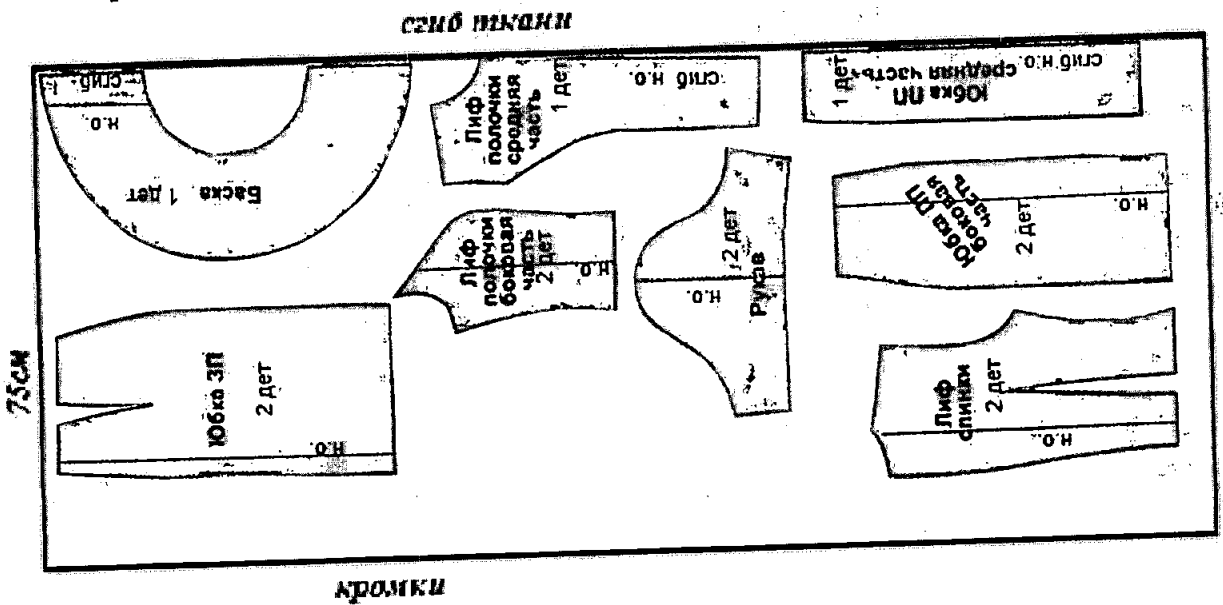 сгиб ткани
сгиб.
н.о.
Баска 1 дет
Лиф
полочки
средняя
часть
1 дет
сгиб н.о.
1 дет
Юбка ПП
средняя часть
сгиб н.о.
Лиф
полочки
боковая
часть
2 дет
н.о.
2 дет
н.о.
Рукав
Юбка ПП
боковая
часть
2 дет
н.о.
75см
Юбка ЗП
2 дет
н.о.
Лиф
спинки
2 дет
н.о.
кромки